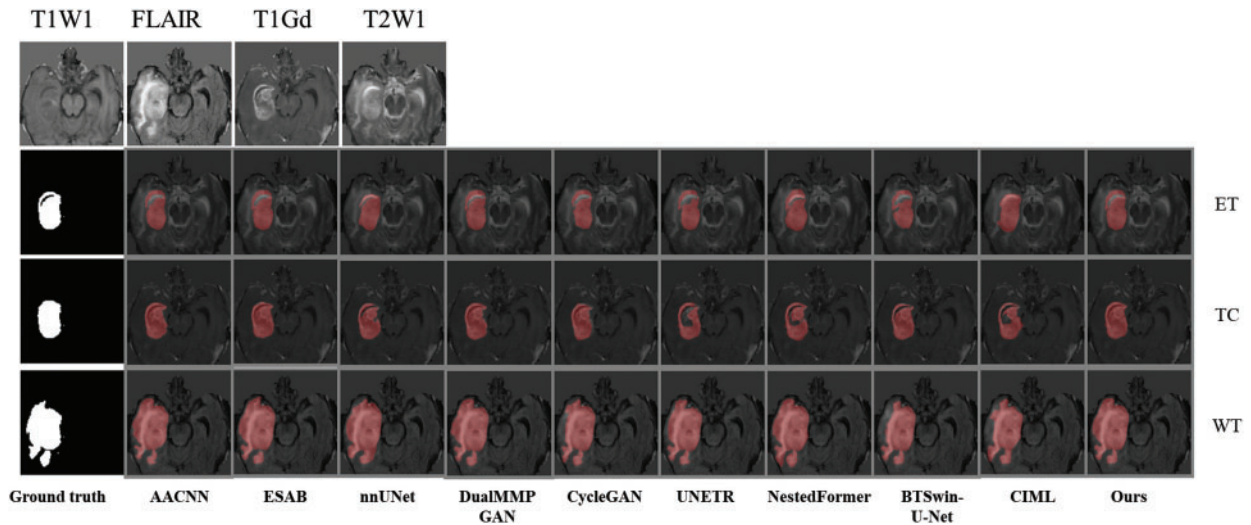 T1W1 FLAIR T1Gd T2W1
ET
TC
WT
Ground truth AACNN ESAB nnUNet DualMMP CycleGAN UNETR NestedFormer BTSwin- CIML Ours
GAN U-Net